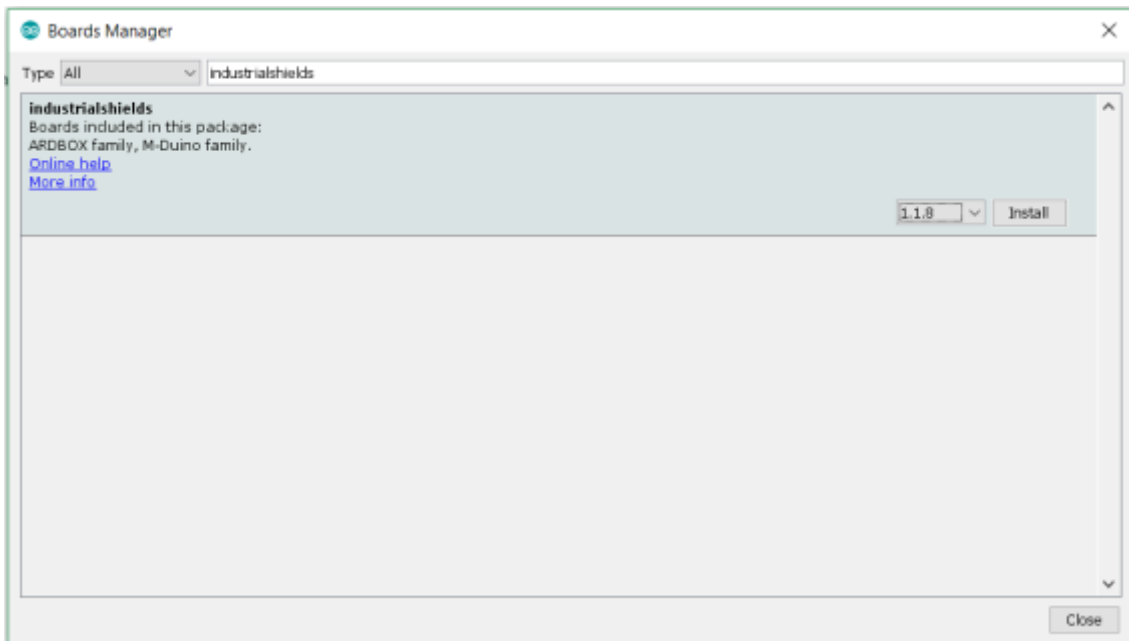 Boards Manager
Type All industrialshields
industrialshields
Boards included in this package:
ARDBOX family, M-Duino family.
Online help
More info
1.1.8 Install
Close